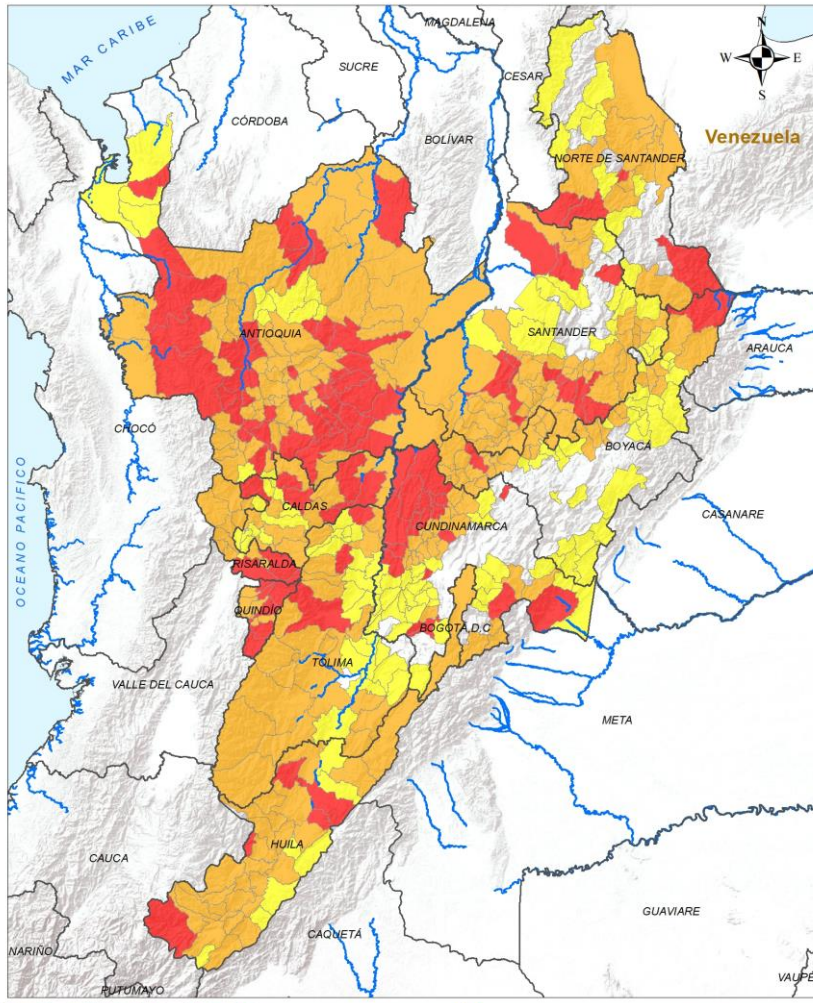 MAGDALENA
N
W
E
S
MAR CARIBE
SUCRE
CESAR
CÓRDOBA
BOLÍVAR
Venezuela
NORTE DE SANTANDER
ANTIOQUIA
SANTANDER
ARAUCA
CHOCÓ
BOYACÁ
OCEANO PACIFICO
CALDAS
CUNDINAMARCA
CASANARE
RISARALDA
QUINDÍO
BOGOTÁ, D.C
TOLIMA
VALLE DEL CAUCA
META
HUILA
CAUCA
GUAVIARE
CAQUETÁ
NARIÑO
PUTUMAYO
VAUPÉ